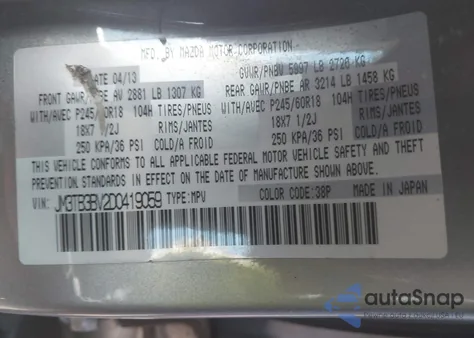 MFD. BY MAZDA MOTOR CORPORATION
DATE 04/13 GVWR/PNBV 5997 LB 2720 KG
FRONT GAWR/PNBE AV 2881 LB 1307 KG REAR GAWR/PNBE AR 3214 LB 1458 KG
WITH/AVEC P245/60R18 104H TIRES/PNEUS WITH/AVEC P245/60R18 104H TIRES/PNEUS
18X7 1/2J RIMS/JANTES 18X7 1/2J RIMS/JANTES
250 KPA/36 PSI COLD/A FROID 250 KPA/36 PSI COLD/A FROID
THIS VEHICLE CONFORMS TO ALL APPLICABLE FEDERAL MOTOR VEHICLE SAFETY AND THEFT
PREVENTION STANDARDS IN EFFECT ON THE DATE OF MANUFACTURE SHOWN ABOVE.
VIN: JM3TB3BV2D0419059 TYPE:MPV COLOR CODE:38P MADE IN JAPAN
autoSnap